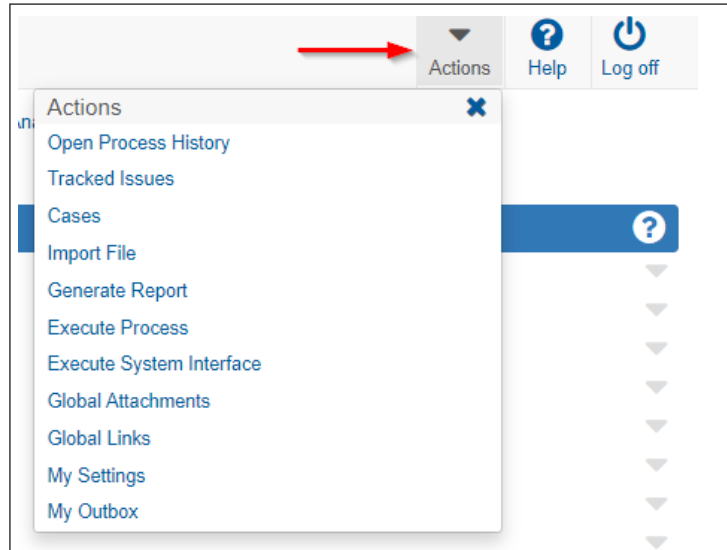 Actions Help Log off
Actions
Open Process History
Tracked Issues
Cases
Import File
Generate Report
Execute Process
Execute System Interface
Global Attachments
Global Links
My Settings
My Outbox